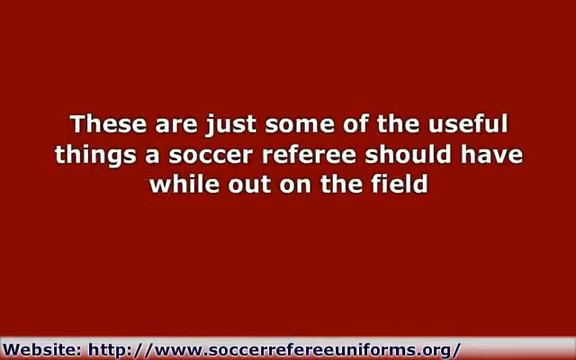 These are just some of the useful
things a soccer referee should have
while out on the field
Website: http://www.soccerrefereeuniforms.org/